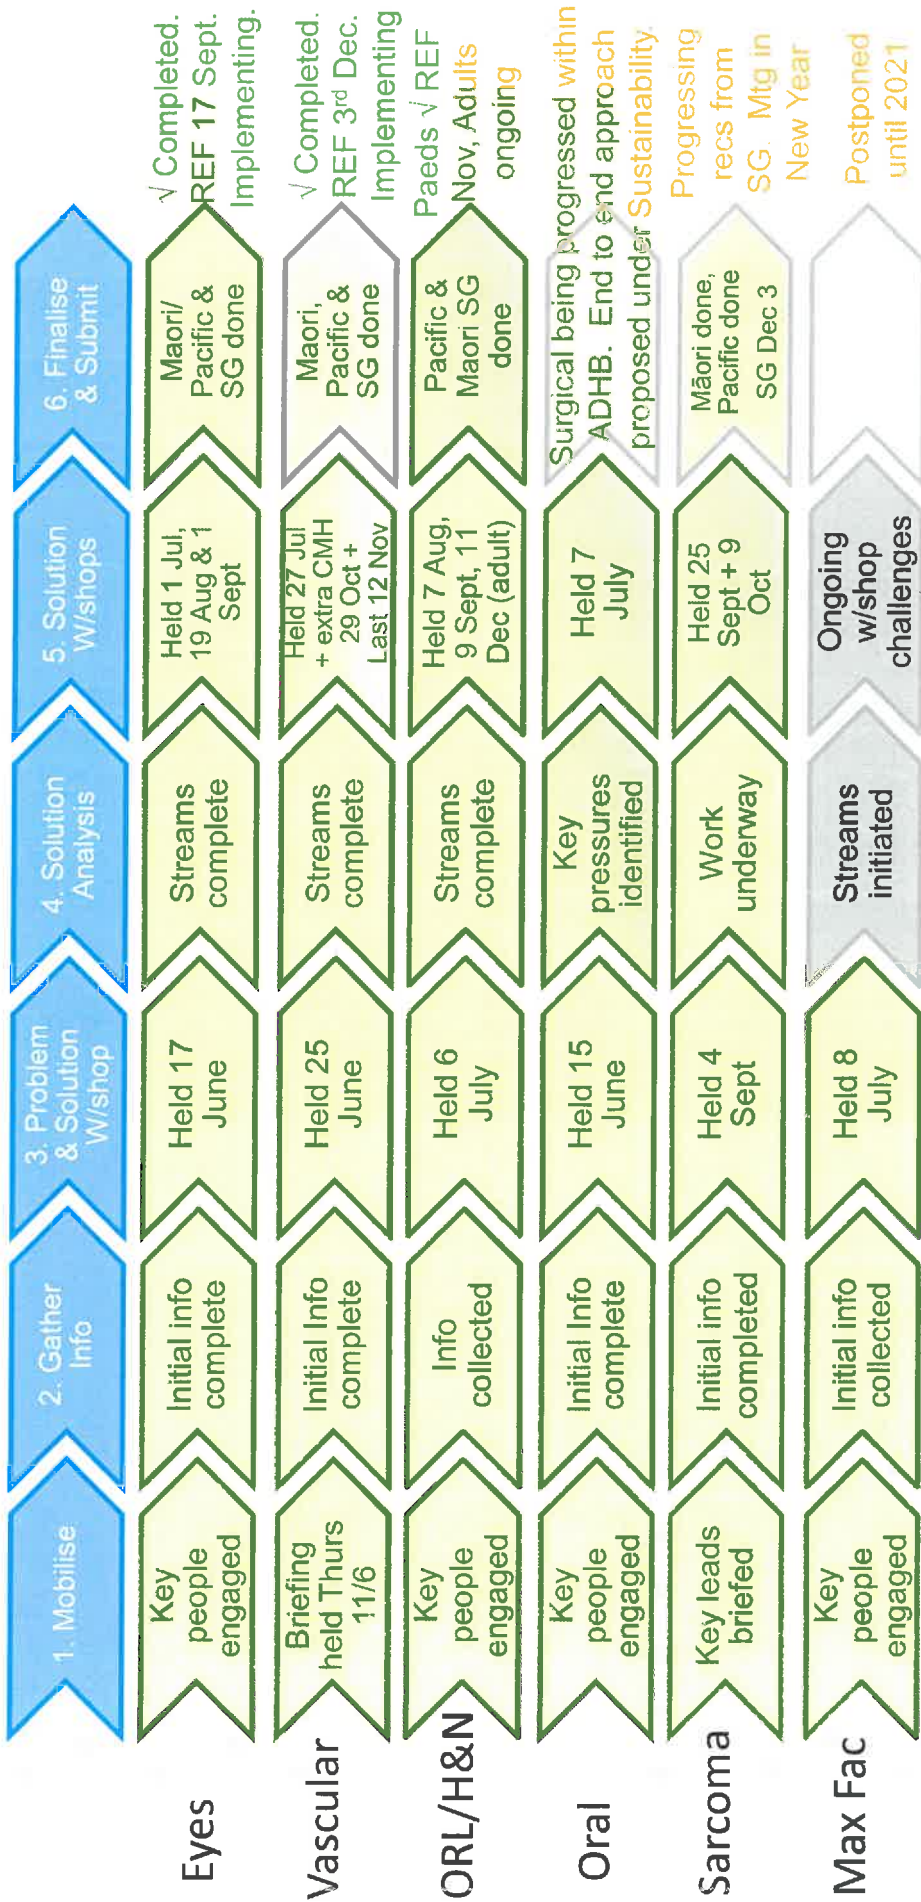 1. Mobilise
2. Gather
Info
3. Problem
& Solution
W/shop
4. Solution
Analysis
5. Solution
W/shops
6. Finalise
& Submit
Eyes
Key
people
engaged
Initial info
complete
Held 17
June
Streams
complete
Held 1 Jul,
19 Aug & 1
Sept
Maori/
Pacific &
SG done
√ Completed.
REF 17 Sept.
Implementing.
Vascular
Briefing
held Thurs
11/6
Initial Info
complete
Held 25
June
Streams
complete
Held 27 Jul
+ extra CMH
29 Oct +
Last 12 Nov
Maori,
Pacific &
SG done
√ Completed.
REF 3rd Dec.
Implementing
ORL/H&N
Key
people
engaged
Info
collected
Held 6
July
Streams
complete
Held 7 Aug,
9 Sept, 11
Dec (adult)
Pacific &
Maori SG
done
Paeds √ REF
Nov, Adults
ongoing
Oral
Key
people
engaged
Initial Info
complete
Held 15
June
Key
pressures
identified
Held 7
July
Surgical being progressed within
ADHB. End to end approach
proposed under Sustainability.
Sarcoma
Key leads
briefed
Initial info
completed
Held 4
Sept
Work
underway
Held 25
Sept + 9
Oct
Māori done,
Pacific done
SG Dec 3
Progressing
recs from
SG. Mtg in
New Year
Max Fac
Key
people
engaged
Initial info
collected
Held 8
July
Streams
initiated
Ongoing
w/shop
challenges
Postponed
until 2021